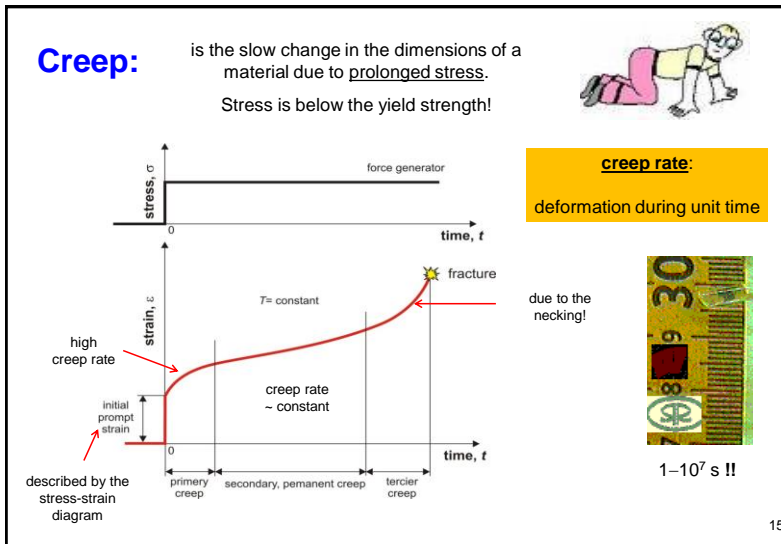 Creep:
is the slow change in the dimensions of a
material due to prolonged stress.
Stress is below the yield strength!
creep rate:
deformation during unit time
stress, σ
force generator
0
time, t
strain, ε
fracture
T= constant
due to the
necking!
high
creep rate
creep rate
~ constant
initial
prompt
strain
0
time, t
described by the
stress-strain
diagram
primery
creep
secondary, pemanent creep
tercier
creep
30
9
8
7
1–10⁷ s !!
15